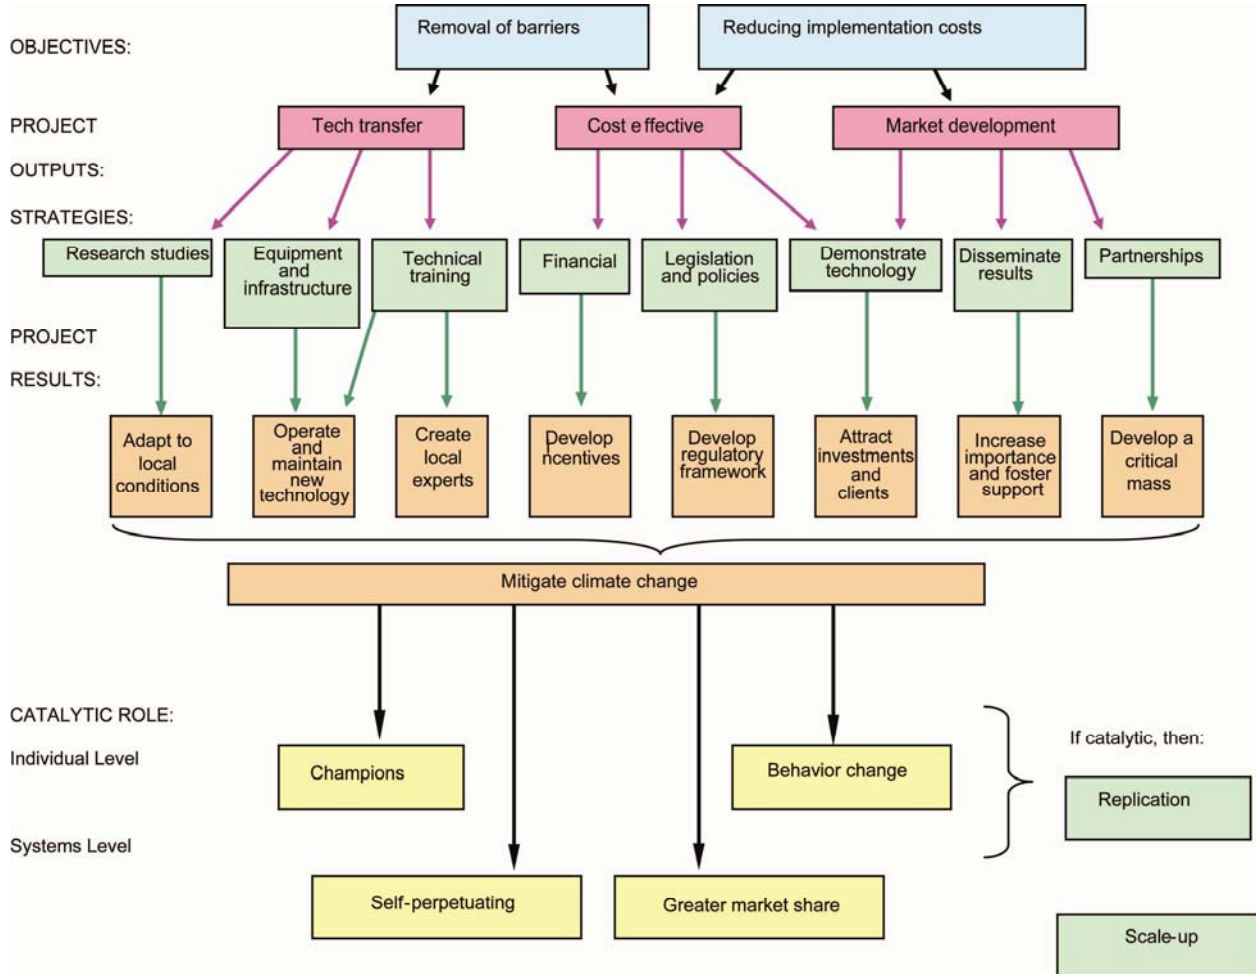 OBJECTIVES:
Removal of barriers
Reducing implementation costs
PROJECT
OUTPUTS:
Tech transfer
Cost effective
Market development
STRATEGIES:
Research studies
Equipment
and
infrastructure
Technical
training
Financial
Legislation
and policies
Demonstrate
technology
Disseminate
results
Partnerships
PROJECT
RESULTS:
Adapt to
local
conditions
Operate
and
maintain
new
technology
Create
local
experts
Develop
incentives
Develop
regulatory
framework
Attract
investments
and
clients
Increase
importance
and foster
support
Develop a
critical
mass
Mitigate climate change
CATALYTIC ROLE:
Individual Level
Champions
Behavior change
Systems Level
Self-perpetuating
Greater market share
If catalytic, then:
Replication
Scale-up